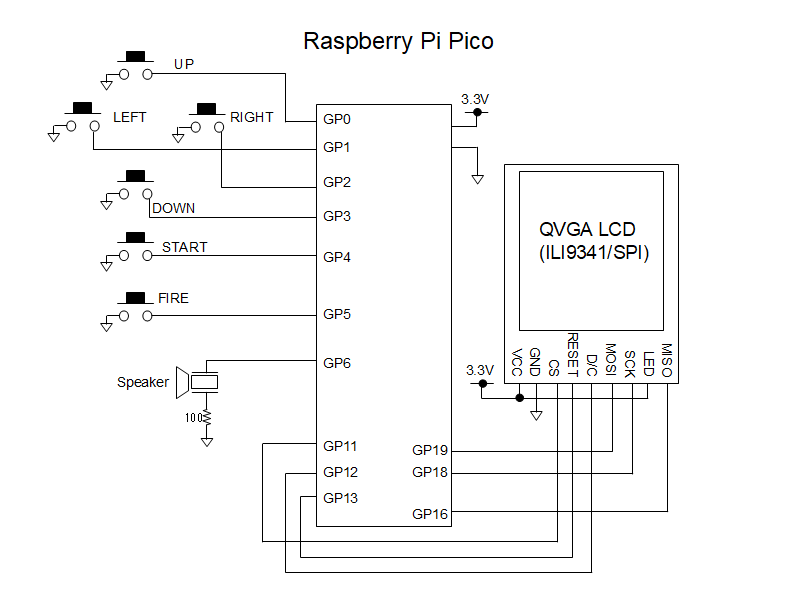 Raspberry Pi Pico
UP
LEFT
RIGHT
DOWN
START
FIRE
Speaker
100
GP0
GP1
GP2
GP3
GP4
GP5
GP6
GP11
GP12
GP13
GP19
GP18
GP16
3.3V
3.3V
QVGA LCD
(ILI9341/SPI)
VCC
GND
CS
RESET
D/C
MOSI
SCK
LED
MISO